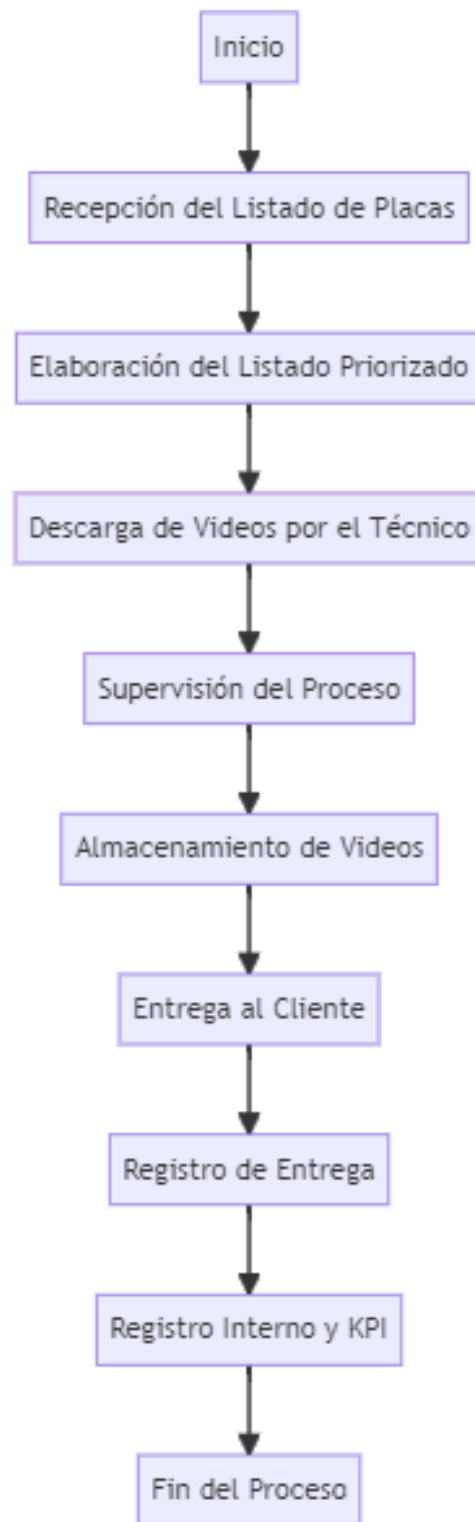 Inicio
Recepción del Listado de Placas
Elaboración del Listado Priorizado
Descarga de Videos por el Técnico
Supervisión del Proceso
Almacenamiento de Videos
Entrega al Cliente
Registro de Entrega
Registro Interno y KPI
Fin del Proceso